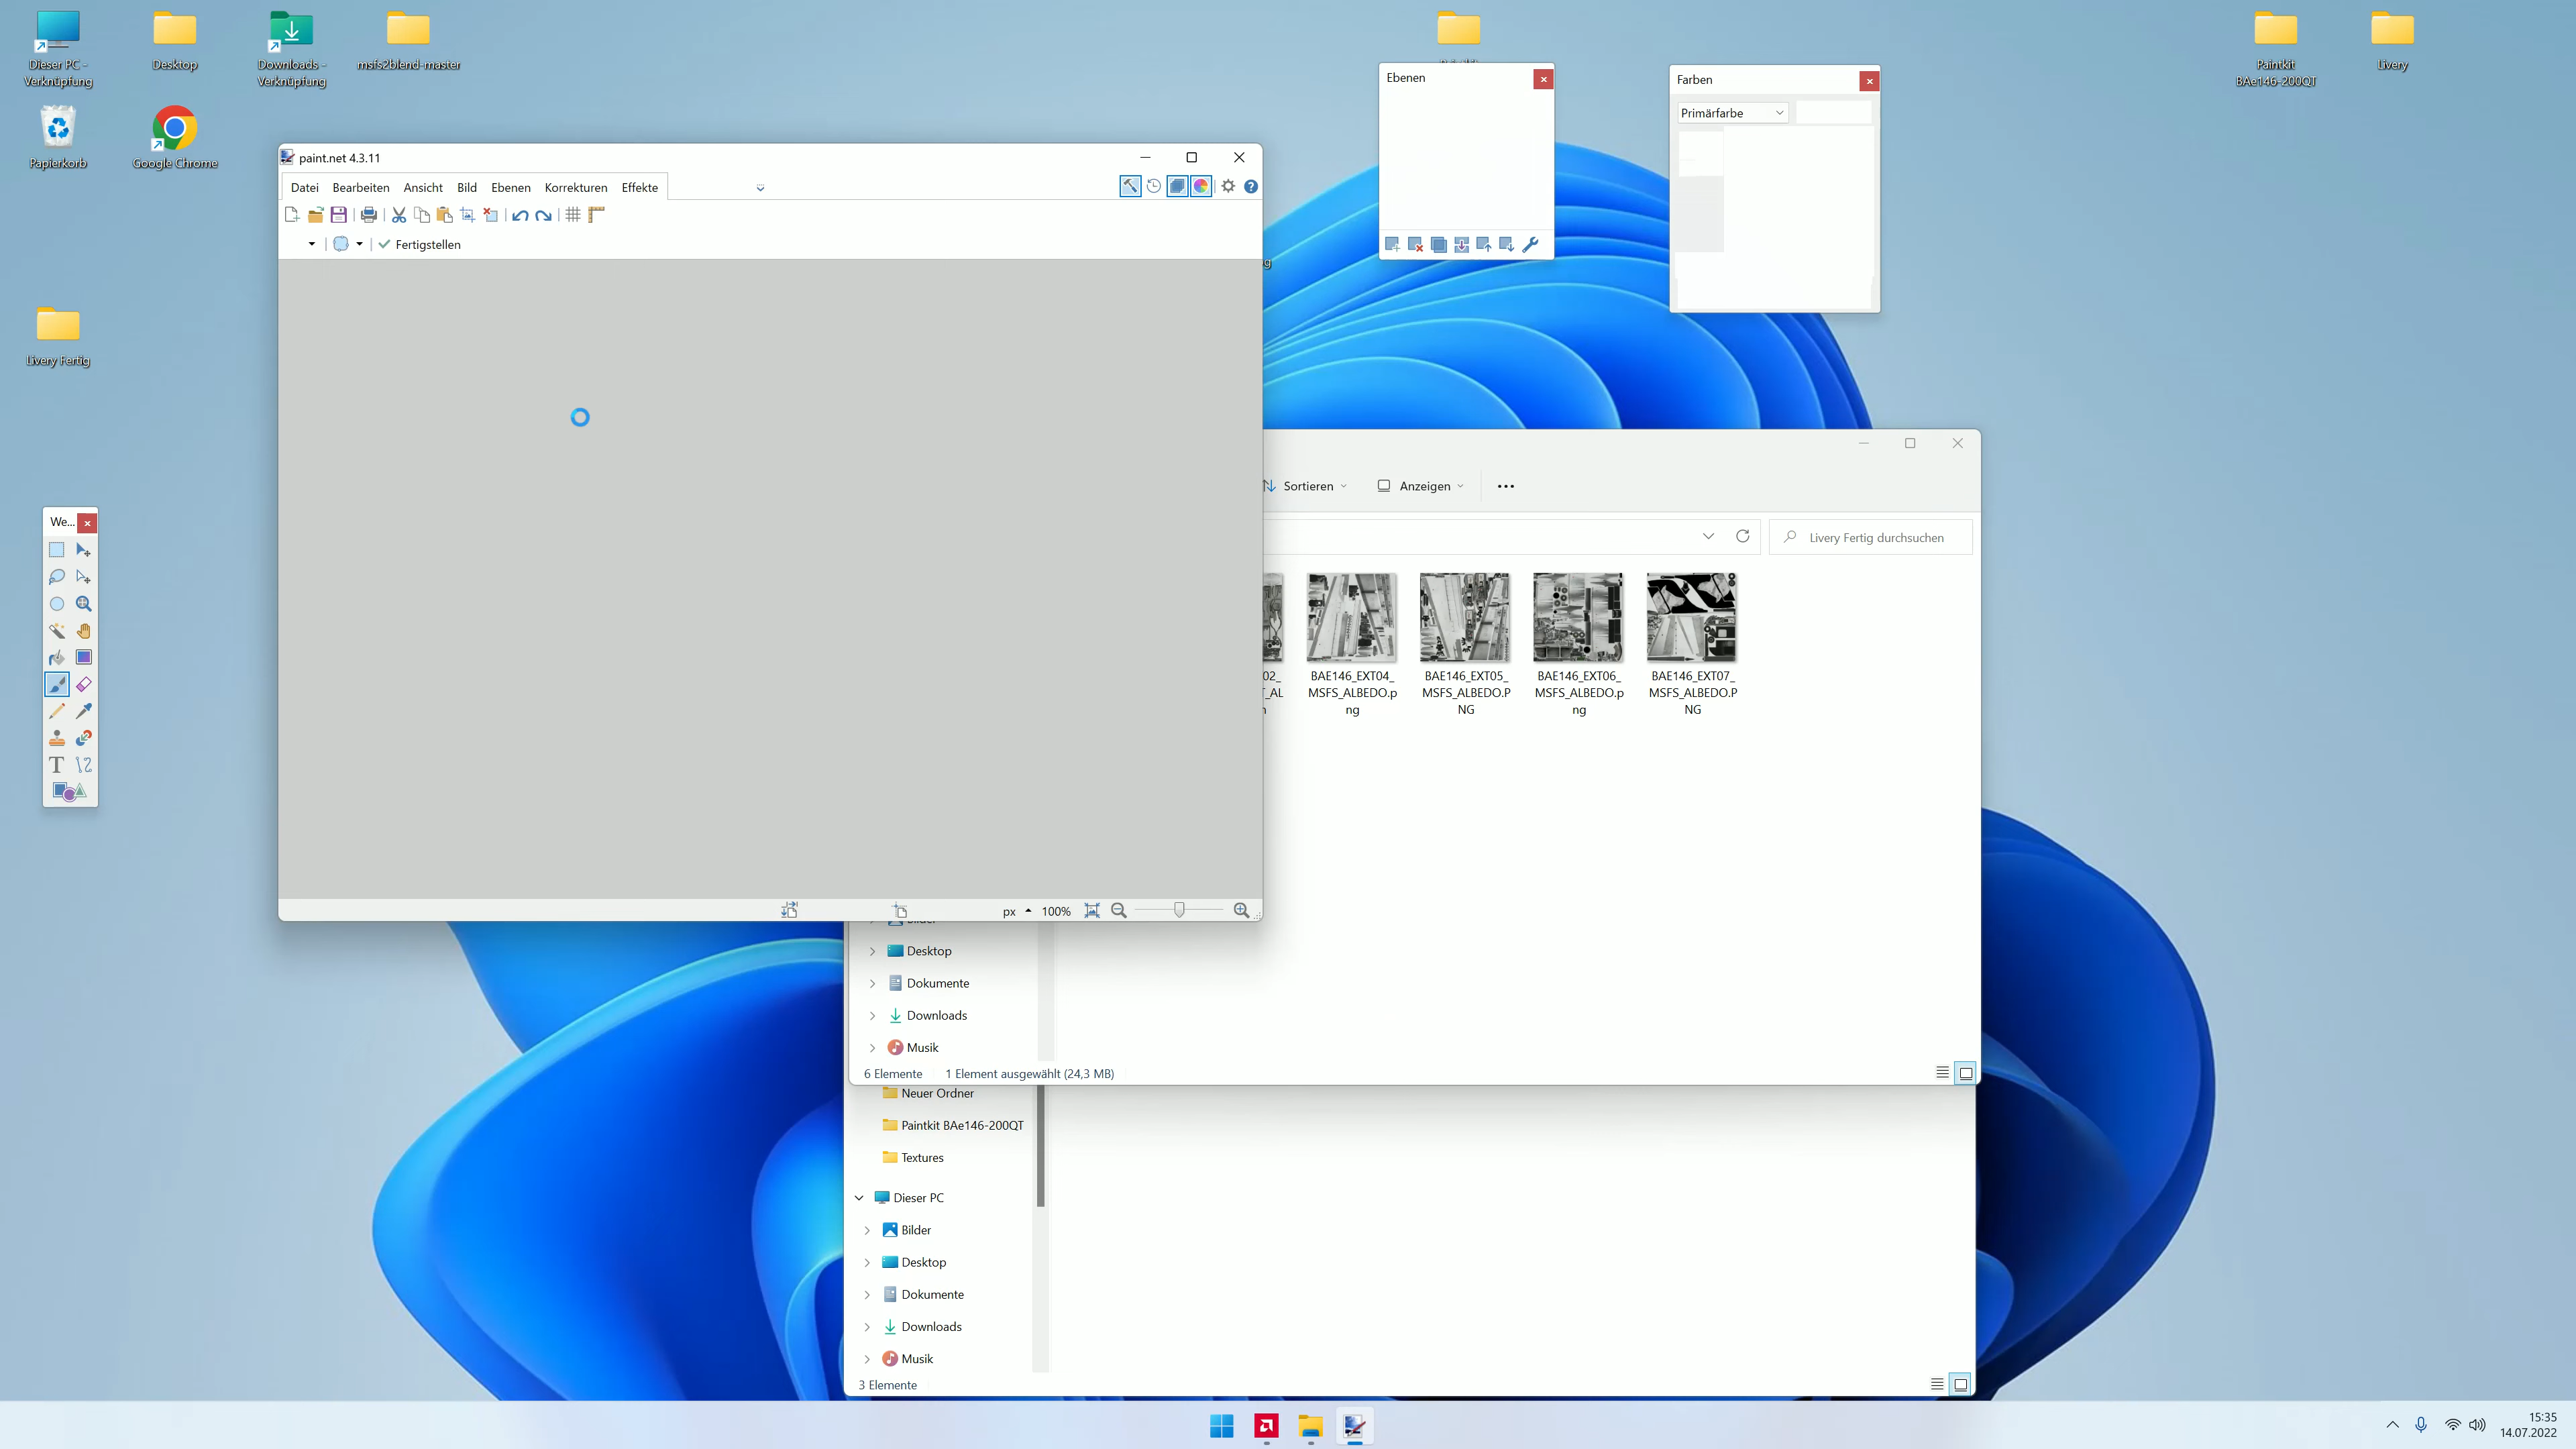 Dieser PC -
Verknüpfung
Desktop
Downloads -
Verknüpfung
msfs2blend-master
Paintkit
BAe146-200QT
Livery
Papierkorb
Google Chrome
Livery Fertig
Ebenen
Farben
Primärfarbe
paint.net 4.3.11
Datei Bearbeiten Ansicht Bild Ebenen Korrekturen Effekte
Fertigstellen
We...
px 100%
Sortieren Anzeigen
Livery Fertig durchsuchen
BAE146_EXT04_
MSFS_ALBEDO.p
ng
BAE146_EXT05_
MSFS_ALBEDO.P
NG
BAE146_EXT06_
MSFS_ALBEDO.p
ng
BAE146_EXT07_
MSFS_ALBEDO.P
NG
Desktop
Dokumente
Downloads
Musik
6 Elemente 1 Element ausgewählt (24,3 MB)
Neuer Ordner
Paintkit BAe146-200QT
Textures
Dieser PC
Bilder
Desktop
Dokumente
Downloads
Musik
3 Elemente
15:35
14.07.2022